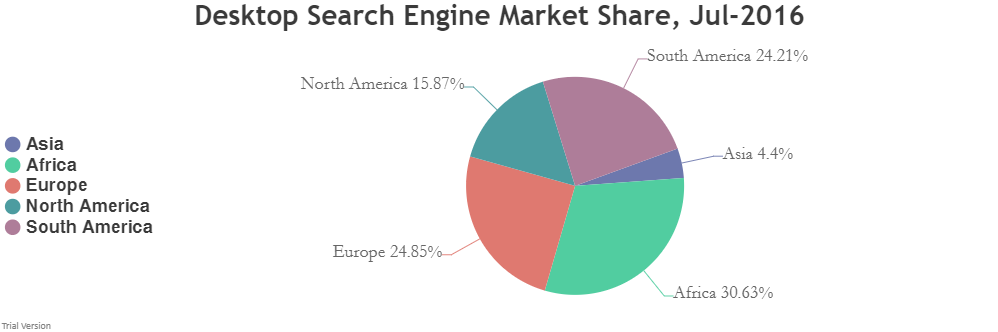 Desktop Search Engine Market Share, Jul-2016
South America 24.21%
North America 15.87%
Asia 4.4%
Europe 24.85%
Africa 30.63%
Asia
Africa
Europe
North America
South America
Trial Version